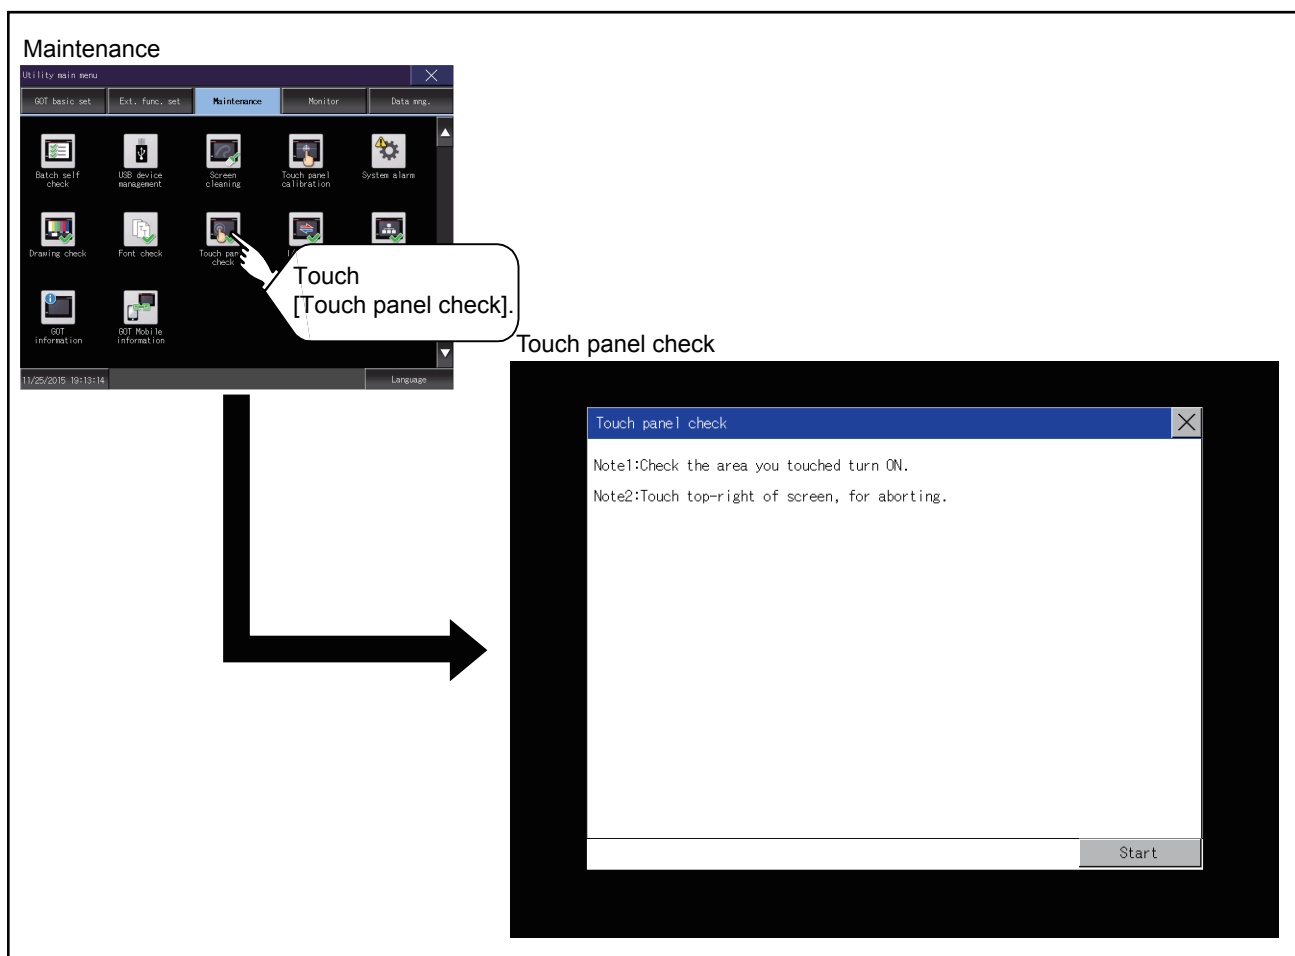 Maintenance
Utility main menu
GOT basic set Ext. func. set Maintenance Monitor Data mng.
Batch self check
USB device management
Screen cleaning
Touch panel calibration
System alarm
Drawing check
Font check
Touch panel check
GOT information
GOT Mobile information
Touch
[Touch panel check].
11/25/2015 19:13:14 Language
Touch panel check
Touch panel check
Note1:Check the area you touched turn ON.
Note2:Touch top-right of screen, for aborting.
Start